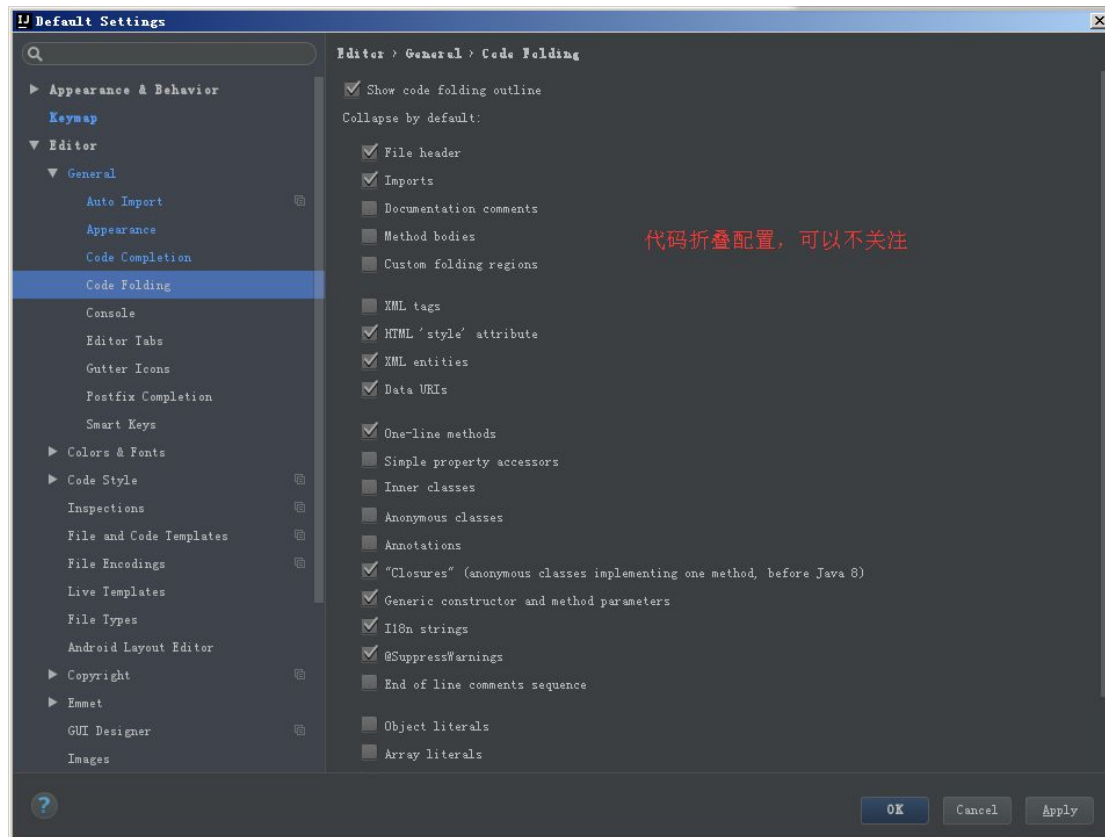 Default Settings
Editor › General › Code Folding
Appearance & Behavior
Keymap
Editor
General
Auto Import
Appearance
Code Completion
Code Folding
Console
Editor Tabs
Gutter Icons
Postfix Completion
Smart Keys
Colors & Fonts
Code Style
Inspections
File and Code Templates
File Encodings
Live Templates
File Types
Android Layout Editor
Copyright
Emmet
GUI Designer
Images
Show code folding outline
Collapse by default:
File header
Imports
Documentation comments
Method bodies
Custom folding regions
代码折叠配置，可以不关注
XML tags
HTML 'style' attribute
XML entities
Data URIs
One-line methods
Simple property accessors
Inner classes
Anonymous classes
Annotations
"Closures" (anonymous classes implementing one method, before Java 8)
Generic constructor and method parameters
I18n strings
@SuppressWarnings
End of line comments sequence
Object literals
Array literals
?
OK
Cancel
Apply